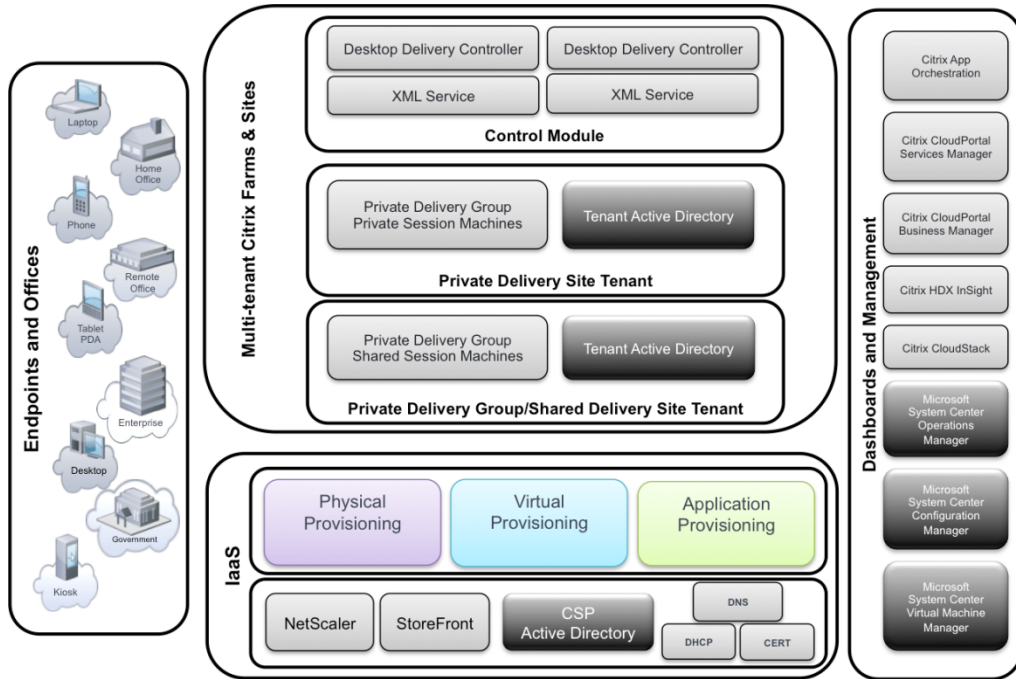 Endpoints and Offices
Laptop
Home
Office
Phone
Remote
Office
Tablet
PDA
Enterprise
Desktop
Government
Kiosk
Multi-tenant Citrix Farms & Sites
Desktop Delivery Controller
Desktop Delivery Controller
XML Service
XML Service
Control Module
Private Delivery Group
Private Session Machines
Tenant Active Directory
Private Delivery Site Tenant
Private Delivery Group
Shared Session Machines
Tenant Active Directory
Private Delivery Group/Shared Delivery Site Tenant
IaaS
Physical
Provisioning
Virtual
Provisioning
Application
Provisioning
NetScaler
StoreFront
CSP
Active Directory
DNS
DHCP
CERT
Dashboards and Management
Citrix App
Orchestration
Citrix CloudPortal
Services Manager
Citrix CloudPortal
Business Manager
Citrix HDX InSight
Citrix CloudStack
Microsoft
System Center
Operations
Manager
Microsoft
System Center
Configuration
Manager
Microsoft
System Center
Virtual Machine
Manager